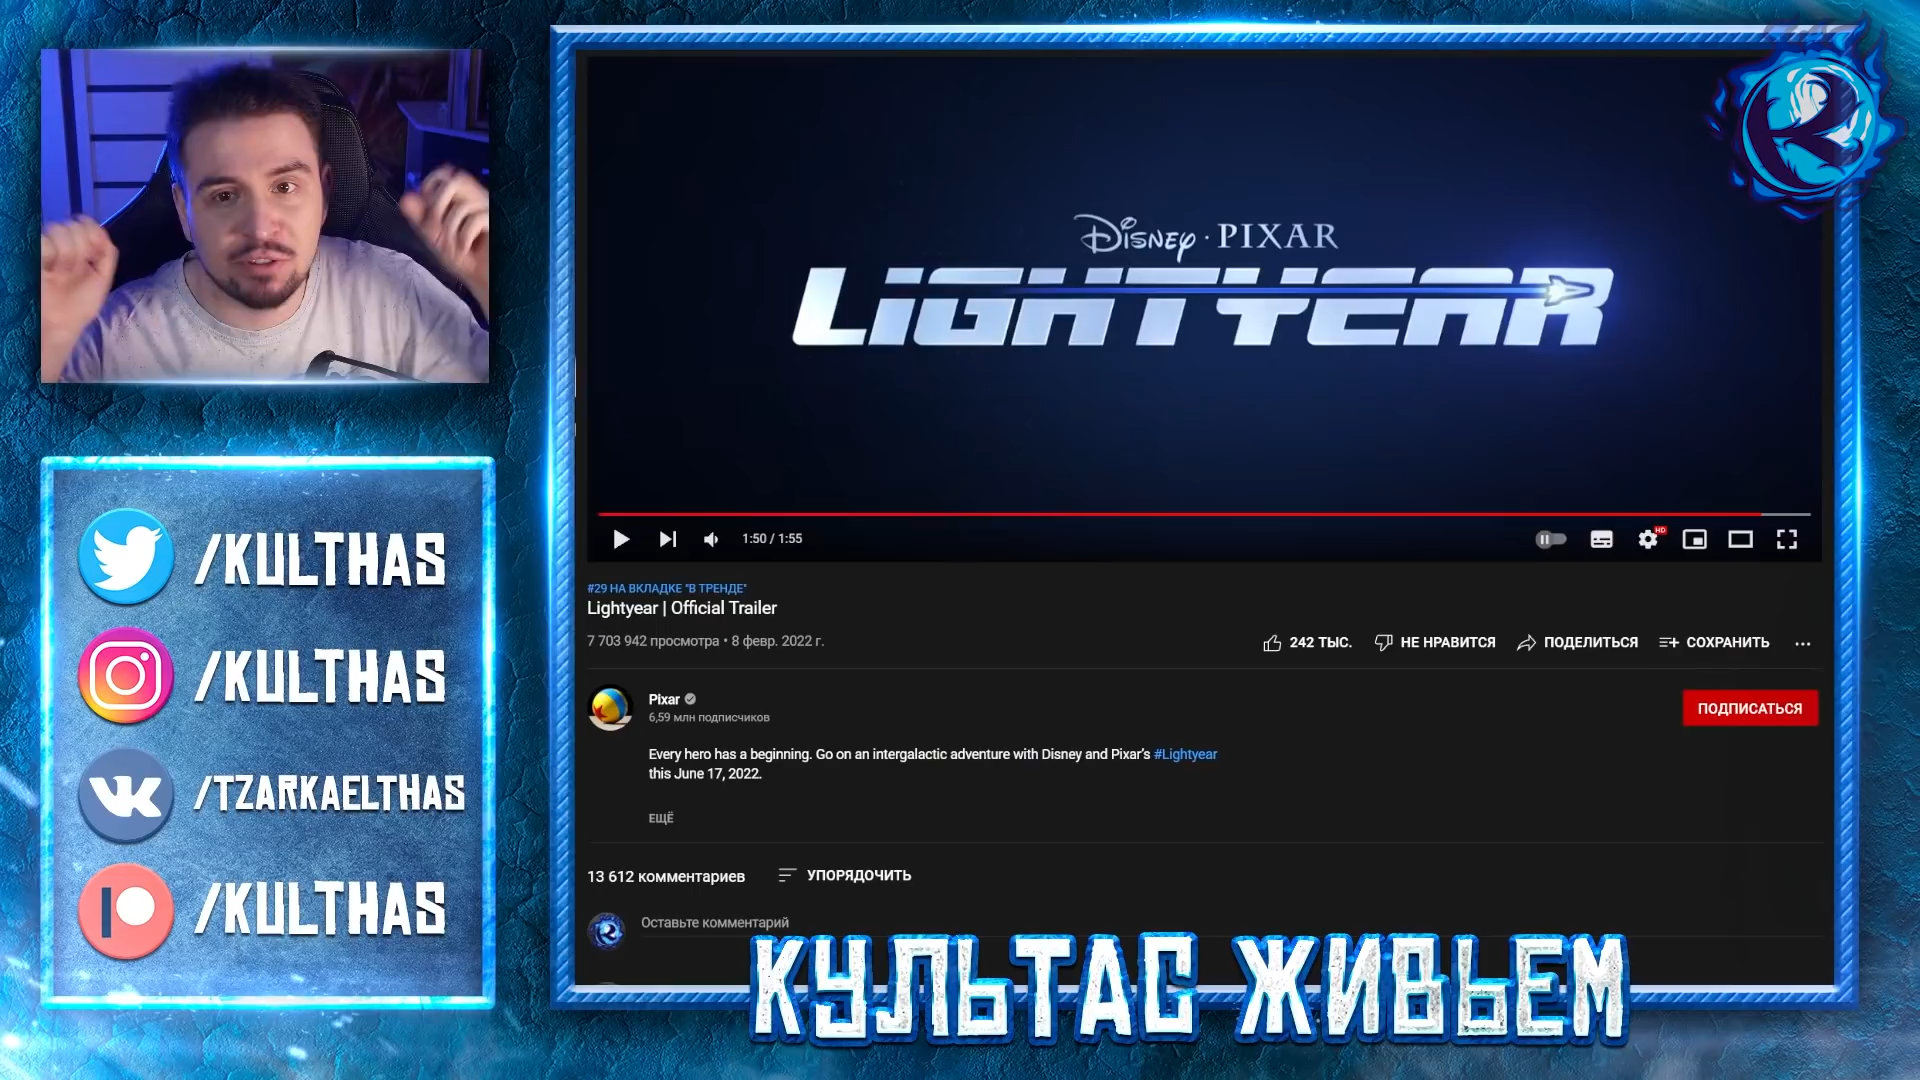 /KULTHAS
/KULTHAS
/TZARKAELTHAS
/KULTHAS
DISNEY · PIXAR
LIGHTYEAR
1:50 / 1:55
HD
#29 НА ВКЛАДКЕ "В ТРЕНДЕ"
Lightyear | Official Trailer
7 703 942 просмотра • 8 февр. 2022 г.
242 ТЫС. НЕ НРАВИТСЯ ПОДЕЛИТЬСЯ СОХРАНИТЬ
Pixar
6,59 млн подписчиков
ПОДПИСАТЬСЯ
Every hero has a beginning. Go on an intergalactic adventure with Disney and Pixar’s #Lightyear
this June 17, 2022.
ЕЩЁ
13 612 комментариев УПОРЯДОЧИТЬ
Оставьте комментарий
КУЛЬТАС ЖИВЬЕМ